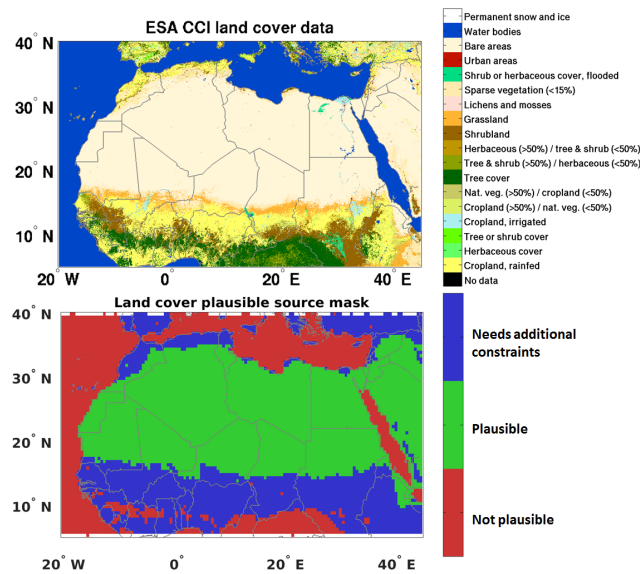 ESA CCI land cover data
40° N
30° N
20° N
10° N
20° W
0°
20° E
40° E
Permanent snow and ice
Water bodies
Bare areas
Urban areas
Shrub or herbaceous cover, flooded
Sparse vegetation (<15%)
Lichens and mosses
Grassland
Shrubland
Herbaceous (>50%) / tree & shrub (<50%)
Tree & shrub (>50%) / herbaceous (<50%)
Tree cover
Nat. veg. (>50%) / cropland (<50%)
Cropland (>50%) / nat. veg. (<50%)
Cropland, irrigated
Tree or shrub cover
Herbaceous cover
Cropland, rainfed
No data
Land cover plausible source mask
40° N
30° N
20° N
10° N
20° W
0°
20° E
40° E
Needs additional
constraints
Plausible
Not plausible